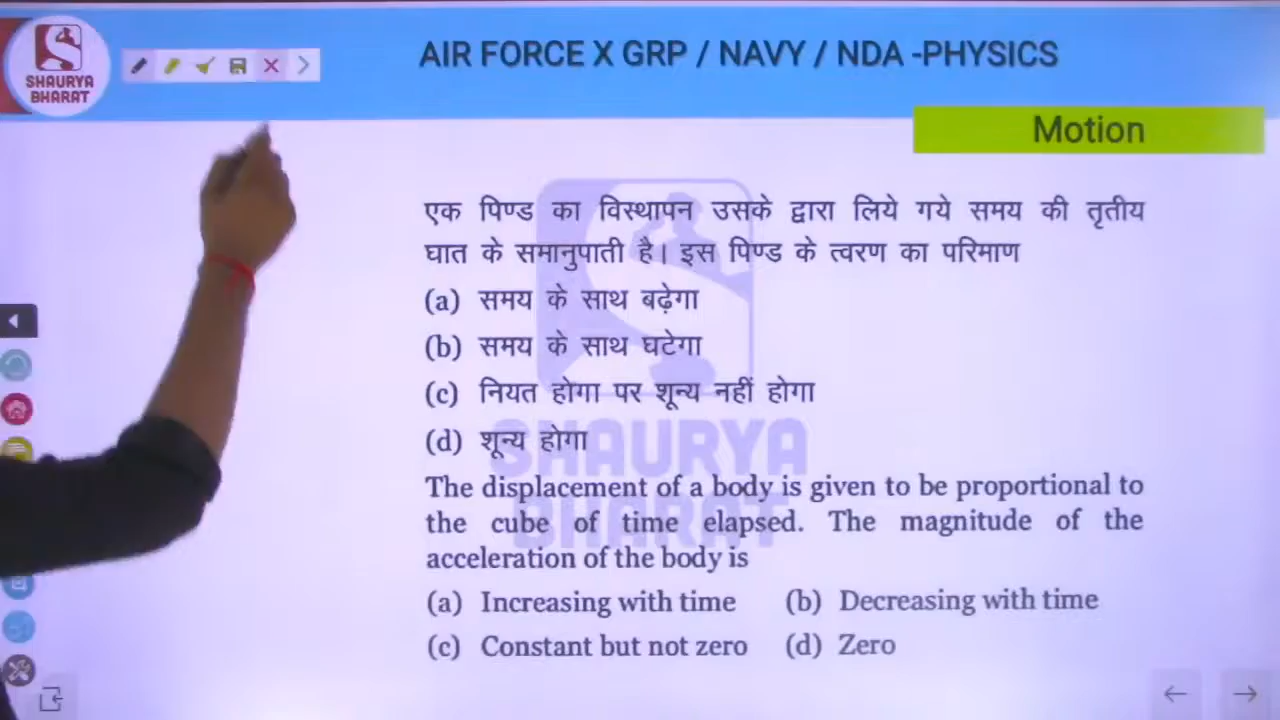 SHAURYA
BHARAT
AIR FORCE X GRP / NAVY / NDA -PHYSICS
Motion
एक पिण्ड का विस्थापन उसके द्वारा लिये गये समय की तृतीय
घात के समानुपाती है। इस पिण्ड के त्वरण का परिमाण
(a) समय के साथ बढ़ेगा
(b) समय के साथ घटेगा
(c) नियत होगा पर शून्य नहीं होगा
(d) शून्य होगा
SHAURYA
BHARAT
The displacement of a body is given to be proportional to
the cube of time elapsed. The magnitude of the
acceleration of the body is
(a) Increasing with time (b) Decreasing with time
(c) Constant but not zero (d) Zero